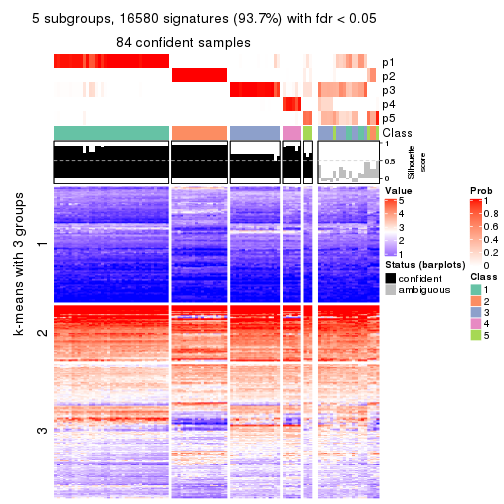 5 subgroups, 16580 signatures (93.7%) with fdr < 0.05
84 confident samples
p1
p2
p3
p4
p5
Class
1
0.5
0
Silhouette
score
k-means with 3 groups
1
2
3
Value
5
4
3
2
1
Status (barplots)
confident
ambiguous
Prob
1
0.8
0.6
0.4
0.2
0
Class
1
2
3
4
5